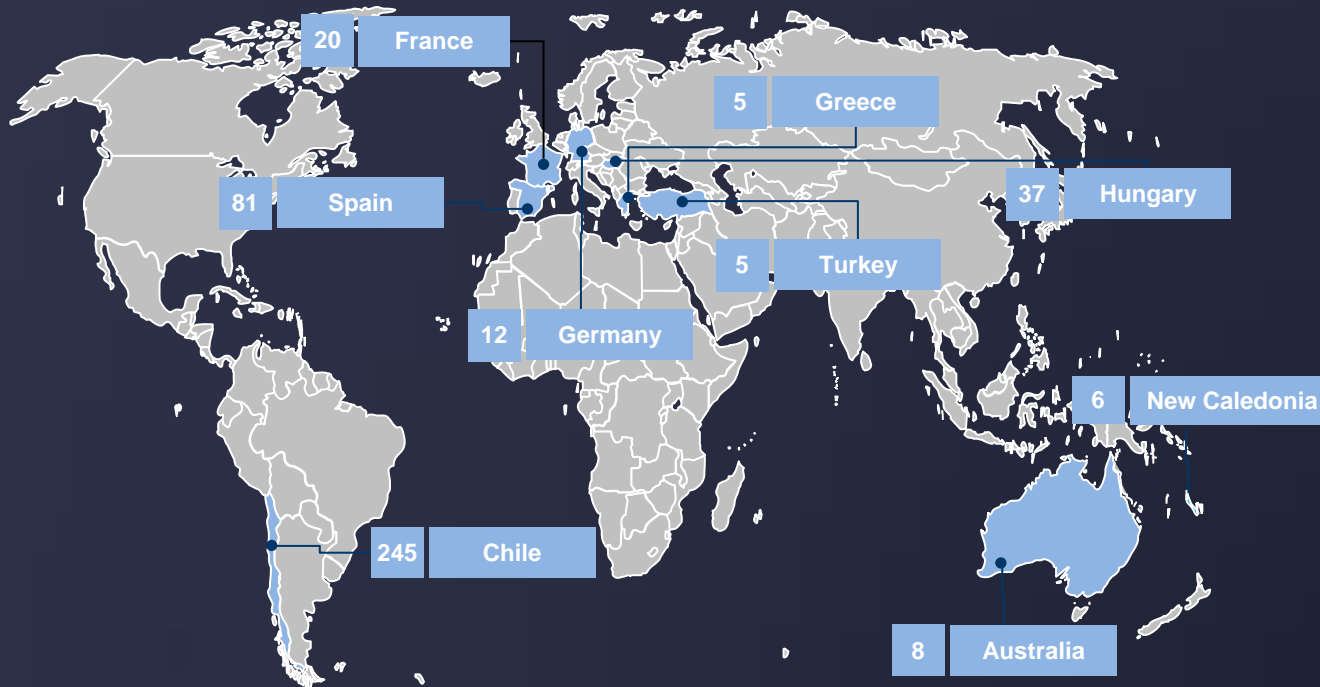 20 France
5 Greece
81 Spain
37 Hungary
5 Turkey
12 Germany
6 New Caledonia
245 Chile
8 Australia